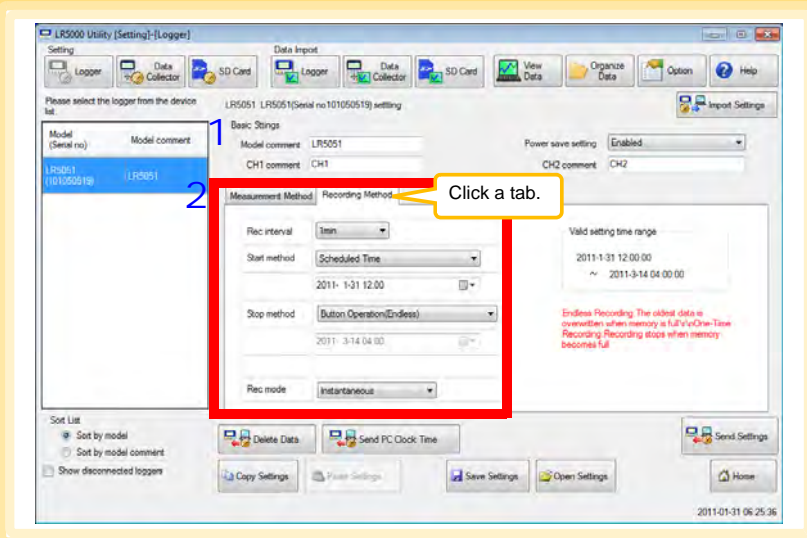 LR5000 Utility [Setting]-[Logger]
Setting
Data Import
Logger
Data Collector
SD Card
Logger
Data Collector
SD Card
View Data
Organize Data
Option
Help
Please select the logger from the device list
LR5051 LR5051(Serial no101050519) settting
Import Settings
Model (Serial no)
Model comment
LR5051 (101050519)
LR5051
1
Basic Sttings
Model comment LR5051
Power save setting Enabled
CH1 comment CH1
CH2 comment CH2
2
Measurement Method
Recording Method
Click a tab.
Rec interval 1min
Start method Scheduled Time
2011- 1-31 12:00
Stop method Button Operation(Endless)
2011- 3-14 04:00
Rec mode Instantaneous
Valid setting time range
2011-1-31 12:00:00
~ 2011-3-14 04:00:00
Endless Recording:The oldest data is
overwritten when memory is full\r\nOne-Time
Recording:Recording stops when memory
becomes full
Sort List
Sort by model
Sort by model comment
Show disconnected loggers
Delete Data
Send PC Clock Time
Send Settings
Copy Settings
Paste Settings
Save Settings
Open Settings
Home
2011-01-31 06:25:36